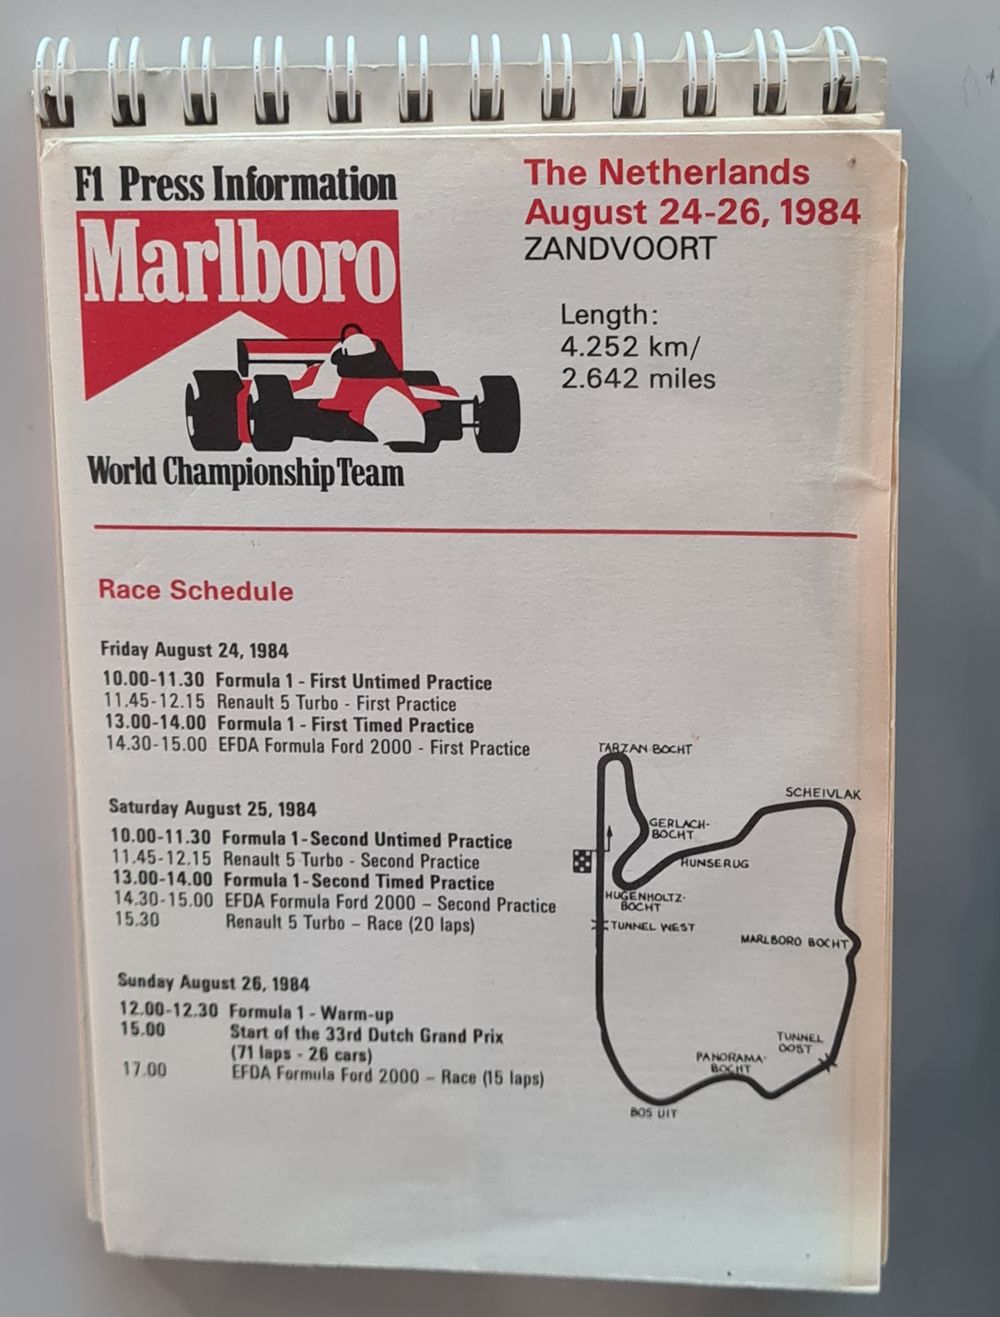 F1 Press Information
Marlboro
World Championship Team
The Netherlands
August 24-26, 1984
ZANDVOORT
Length:
4.252 km/
2.642 miles
Race Schedule
Friday August 24, 1984
10.00-11.30 Formula 1 - First Untimed Practice
11.45-12.15 Renault 5 Turbo - First Practice
13.00-14.00 Formula 1 - First Timed Practice
14.30-15.00 EFDA Formula Ford 2000 - First Practice
Saturday August 25, 1984
10.00-11.30 Formula 1 - Second Untimed Practice
11.45-12.15 Renault 5 Turbo - Second Practice
13.00-14.00 Formula 1 - Second Timed Practice
14.30-15.00 EFDA Formula Ford 2000 – Second Practice
15.30 Renault 5 Turbo – Race (20 laps)
Sunday August 26, 1984
12.00-12.30 Formula 1 - Warm-up
15.00 Start of the 33rd Dutch Grand Prix
(71 laps - 26 cars)
17.00 EFDA Formula Ford 2000 – Race (15 laps)
TARZAN BOCHT
SCHEIVLAK
GERLACH-
BOCHT
HUNSERUG
HUGENHOLTZ-
BOCHT
TUNNEL WEST
MARLBORO BOCHT
TUNNEL
OOST
PANORAMA-
BOCHT
BOS UIT